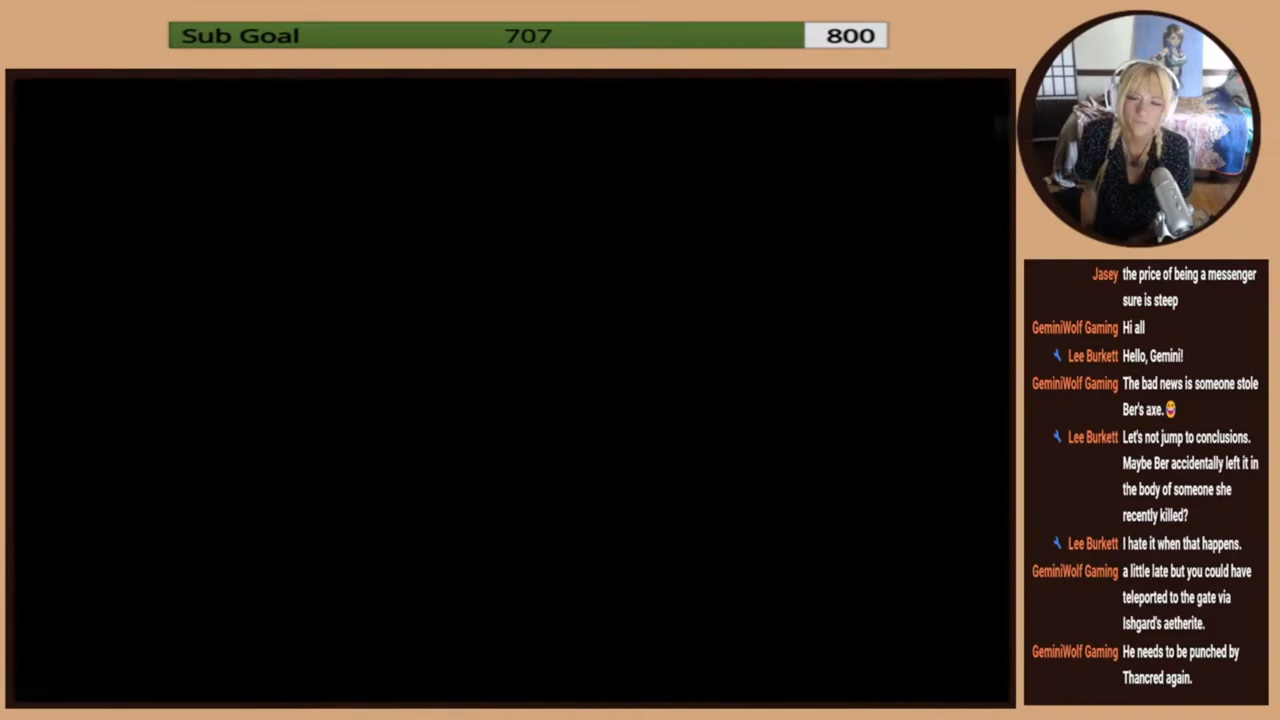 Sub Goal 707 800
Jasey the price of being a messenger
sure is steep
GeminiWolf Gaming Hi all
Lee Burkett Hello, Gemini!
GeminiWolf Gaming The bad news is someone stole
Ber's axe.
Lee Burkett Let's not jump to conclusions.
Maybe Ber accidentally left it in
the body of someone she
recently killed?
Lee Burkett I hate it when that happens.
GeminiWolf Gaming a little late but you could have
teleported to the gate via
Ishgard's aetherite.
GeminiWolf Gaming He needs to be punched by
Thancred again.